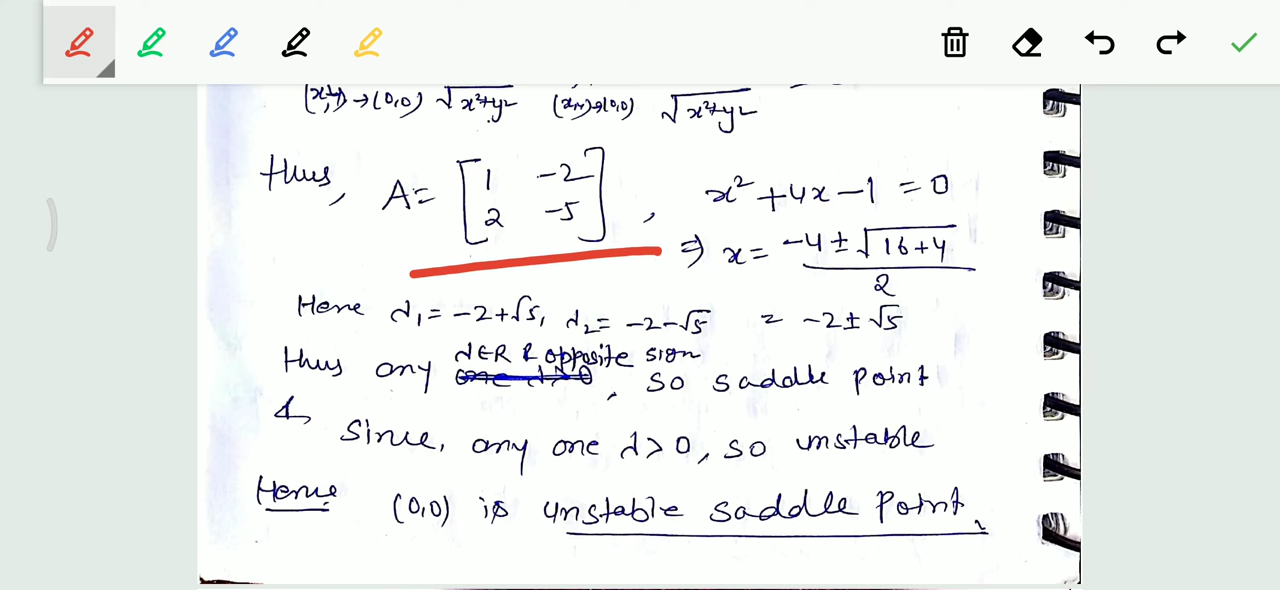 (x,y)→(0,0) √x²+y² (x,y)→(0,0) √x²+y²
thus, A= [1 -2
2 -5] , x²+4x-1=0
⇒ x= -4±√16+4
2
Here λ₁=-2+√5, λ₂=-2-√5 = -2±√5
λ∈R & opposite sign
thus any one λ>0, so saddle point
& since, any one λ>0, so unstable
Hence (0,0) is unstable saddle point